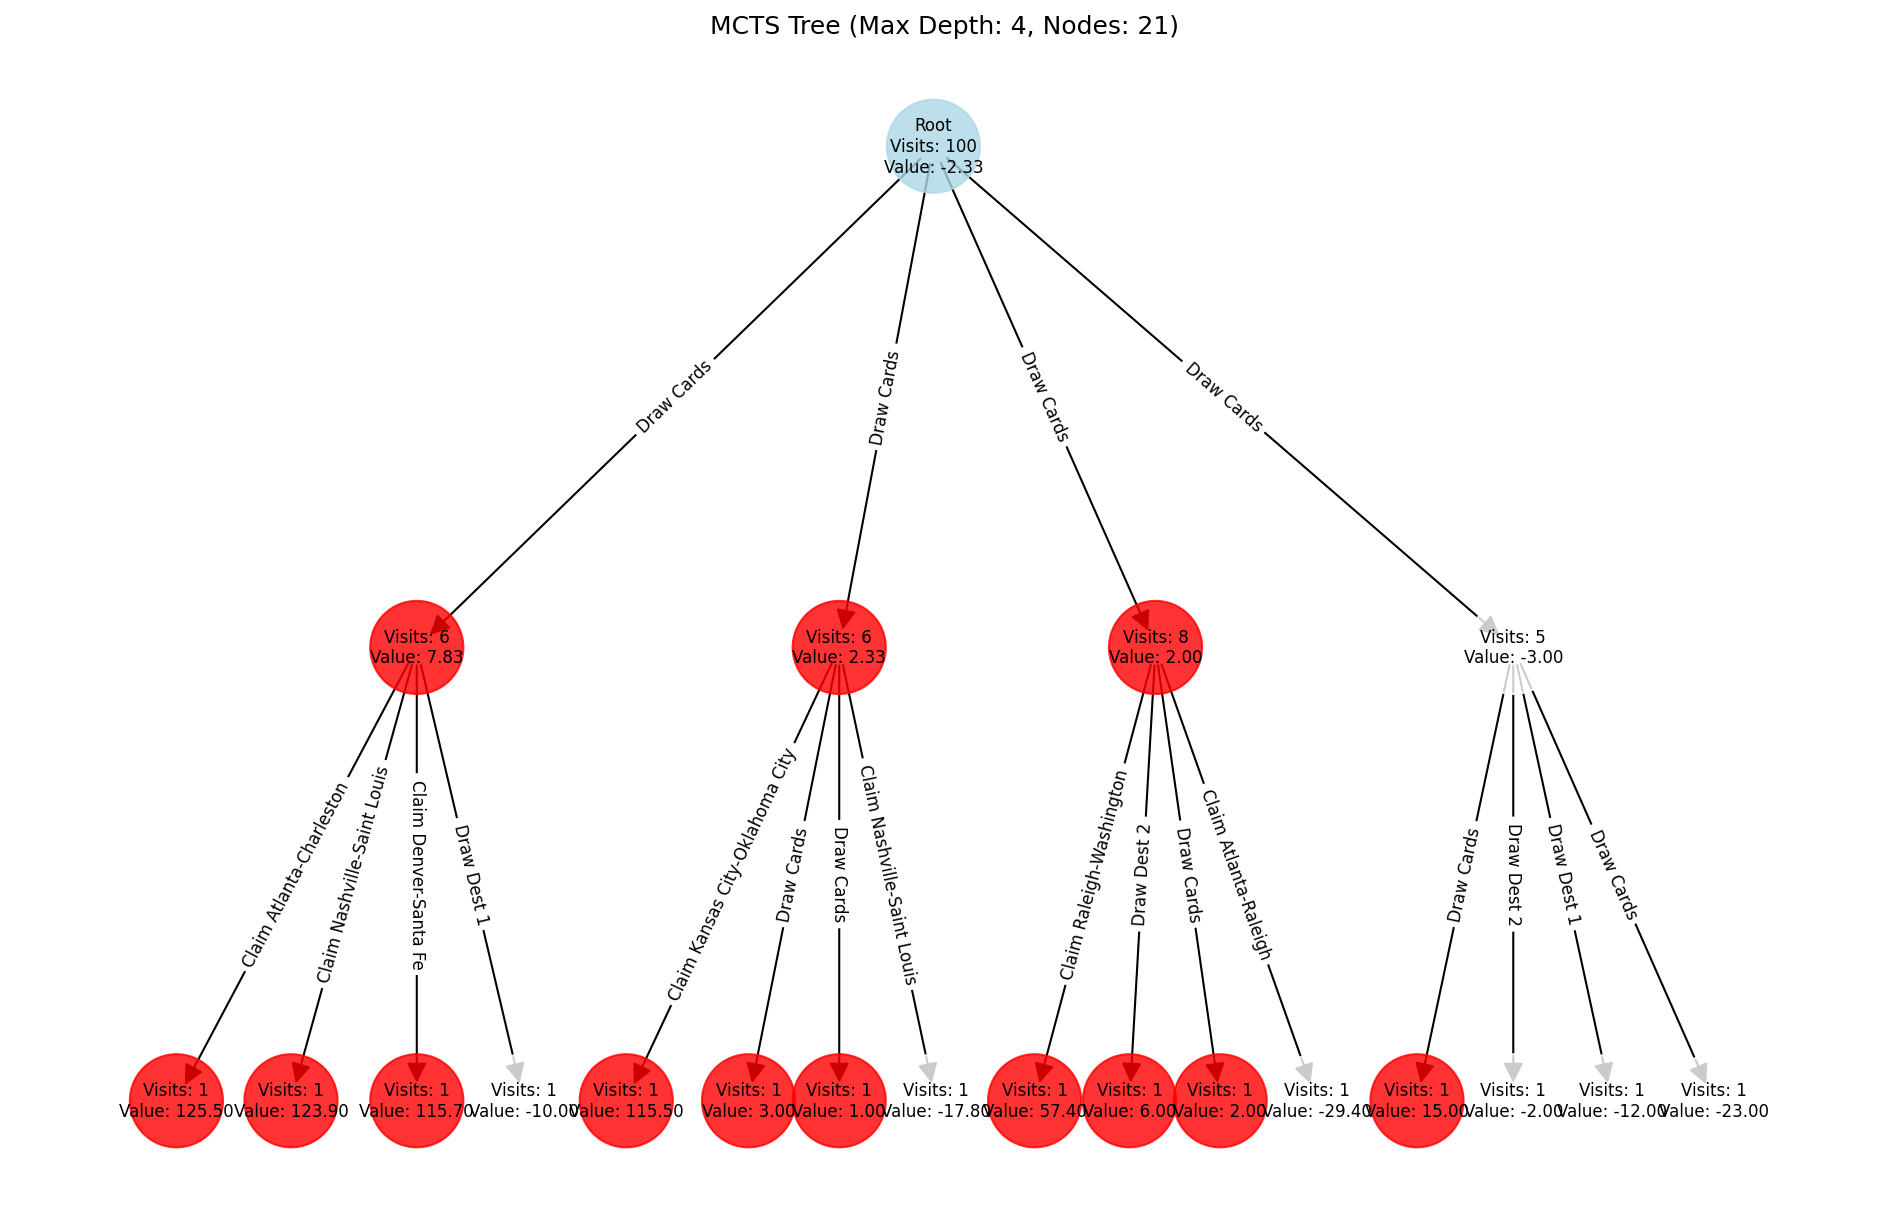 MCTS Tree (Max Depth: 4, Nodes: 21)
Root
Visits: 100
Value: -2.33
Draw Cards
Draw Cards
Draw Cards
Draw Cards
Visits: 6
Value: 7.83
Visits: 6
Value: 2.33
Visits: 8
Value: 2.00
Visits: 5
Value: -3.00
Claim Atlanta-Charleston
Claim Nashville-Saint Louis
Claim Denver-Santa Fe
Draw Dest 1
Claim Kansas City-Oklahoma City
Draw Cards
Draw Cards
Claim Nashville-Saint Louis
Claim Raleigh-Washington
Draw Dest 2
Draw Cards
Claim Atlanta-Raleigh
Draw Cards
Draw Dest 2
Draw Dest 1
Draw Cards
Visits: 1
Value: 125.50
Visits: 1
Value: 123.90
Visits: 1
Value: 115.70
Visits: 1
Value: -10.00
Visits: 1
Value: 115.50
Visits: 1
Value: 3.00
Visits: 1
Value: 1.00
Visits: 1
Value: -17.80
Visits: 1
Value: 57.40
Visits: 1
Value: 6.00
Visits: 1
Value: 2.00
Visits: 1
Value: -29.40
Visits: 1
Value: 15.00
Visits: 1
Value: -2.00
Visits: 1
Value: -12.00
Visits: 1
Value: -23.00